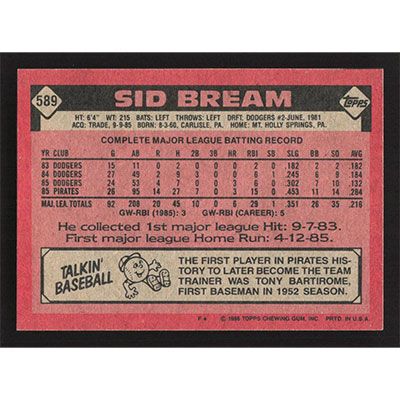 589
SID BREAM
TOPPS
HT: 6'4" WT: 215 BATS: LEFT THROWS: LEFT DRFT: DODGERS #2-JUNE, 1981
ACQ: TRADE, 9-9-85 BORN: 8-3-60, CARLISLE, PA. HOME: MT. HOLLY SPRINGS, PA.
COMPLETE MAJOR LEAGUE BATTING RECORD
YR CLUB G AB R H 2B 3B HR RBI SB SLG BB SO AVG
83 DODGERS 15 11 0 2 0 0 0 2 0 .182 2 2 .182
84 DODGERS 27 49 2 9 3 0 0 6 1 .245 6 9 .184
85 DODGERS 24 53 4 7 0 0 3 6 0 .302 7 10 .132
85 PIRATES 26 95 14 27 7 0 3 15 0 .453 11 14 .284
MAJ.LEA.TOTALS 92 208 20 45 10 0 6 29 1 .351 26 35 .216
GW-RBI (1985): 3 GW-RBI (CAREER): 5
He collected 1st major league Hit: 9-7-83.
First major league Home Run: 4-12-85.
TALKIN' BASEBALL
THE FIRST PLAYER IN PIRATES HIS-
TORY TO LATER BECOME THE TEAM
TRAINER WAS TONY BARTIROME,
FIRST BASEMAN IN 1952 SEASON.
F* © 1986 TOPPS CHEWING GUM, INC. PRTD. IN U.S.A.